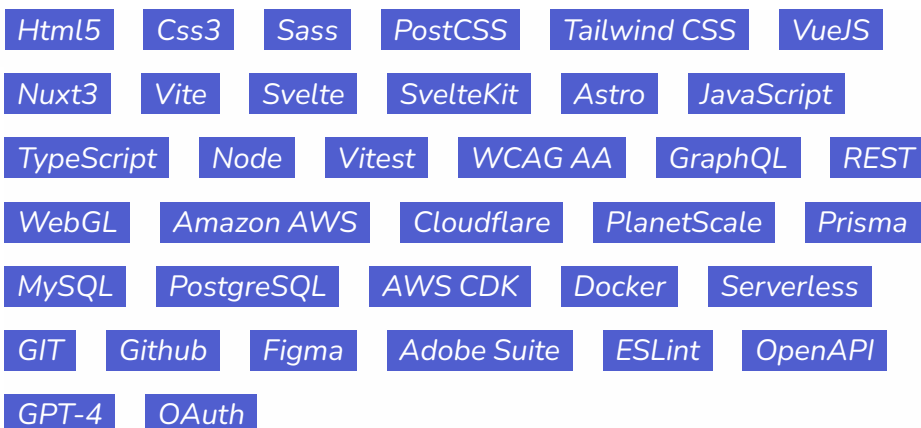 Html5 Css3 Sass PostCSS Tailwind CSS VueJS
Nuxt3 Vite Svelte SvelteKit Astro JavaScript
TypeScript Node Vitest WCAG AA GraphQL REST
WebGL Amazon AWS Cloudflare PlanetScale Prisma
MySQL PostgreSQL AWS CDK Docker Serverless
GIT Github Figma Adobe Suite ESLint OpenAPI
GPT-4 OAuth